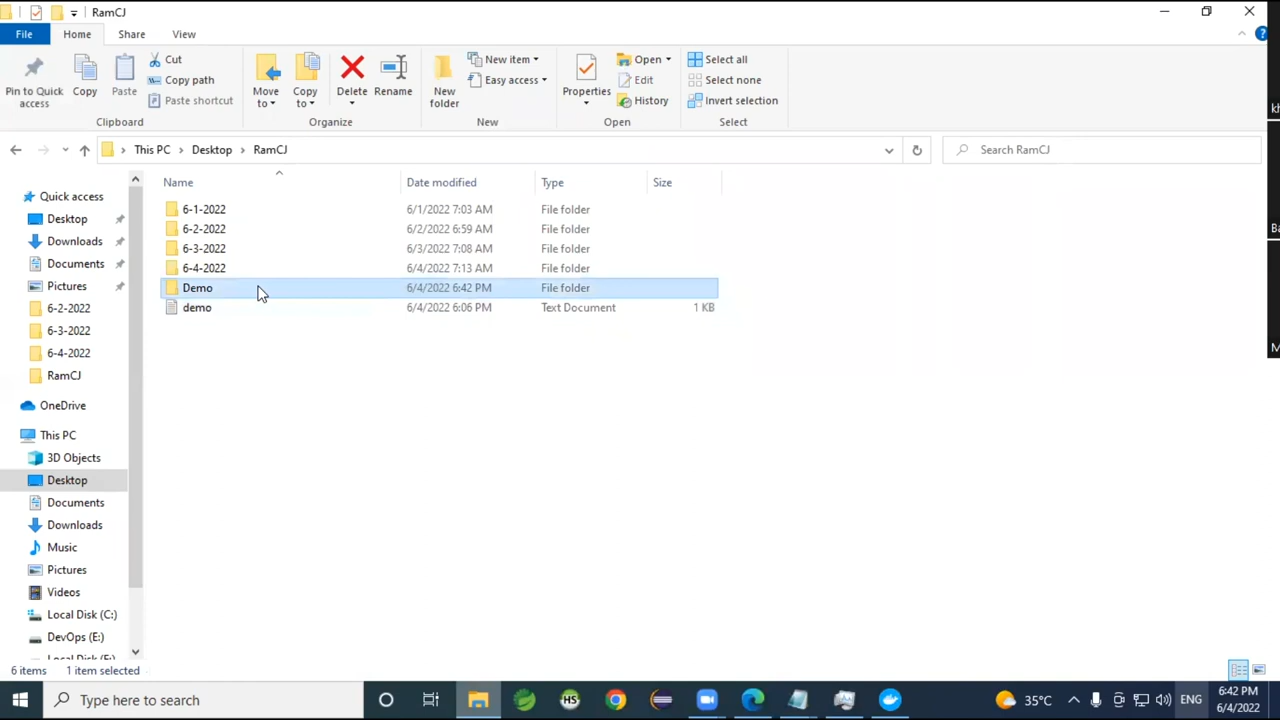 RamCJ
File Home Share View
Pin to Quick access
Copy
Paste
Cut
Copy path
Paste shortcut
Clipboard
Move to
Copy to
Delete
Rename
Organize
New folder
New item
Easy access
New
Properties
Open
Edit
History
Open
Select all
Select none
Invert selection
Select
This PC Desktop RamCJ
Search RamCJ
Name Date modified Type Size
6-1-2022 6/1/2022 7:03 AM File folder
6-2-2022 6/2/2022 6:59 AM File folder
6-3-2022 6/3/2022 7:08 AM File folder
6-4-2022 6/4/2022 7:13 AM File folder
Demo 6/4/2022 6:42 PM File folder
demo 6/4/2022 6:06 PM Text Document 1 KB
Quick access
Desktop
Downloads
Documents
Pictures
6-2-2022
6-3-2022
6-4-2022
RamCJ
OneDrive
This PC
3D Objects
Desktop
Documents
Downloads
Music
Pictures
Videos
Local Disk (C:)
DevOps (E:)
6 items 1 item selected
Type here to search
HS
35°C
ENG
6:42 PM
6/4/2022